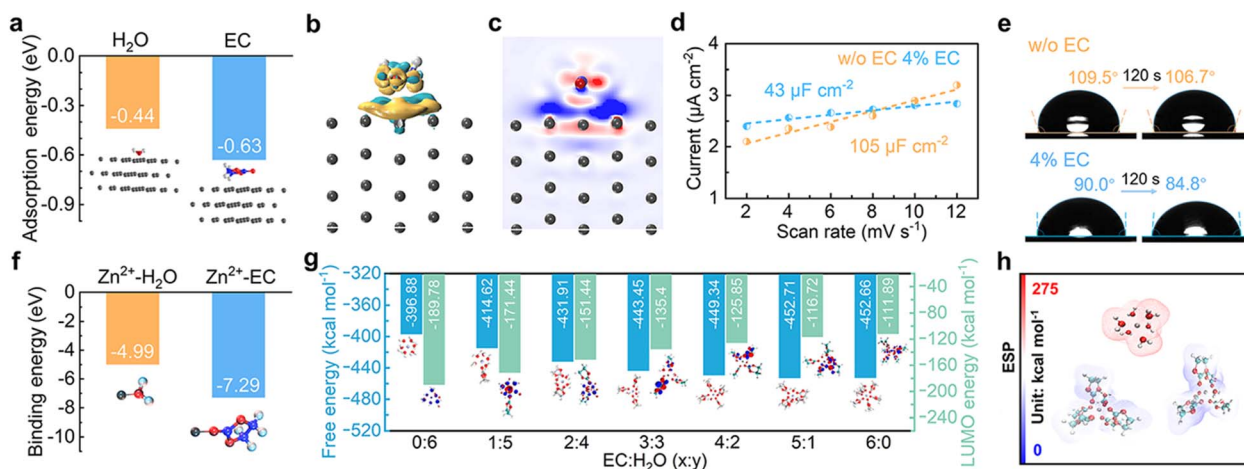 a
H2O EC
Adsorption energy (eV)
0.0
-0.3
-0.6
-0.9
-0.44
-0.63
b
c
d
Current (μA cm-2)
4
3
2
1
w/o EC 4% EC
43 μF cm-2
105 μF cm-2
2 4 6 8 10 12
Scan rate (mV s-1)
e
w/o EC
109.5° 120 s 106.7°
4% EC
90.0° 120 s 84.8°
f
Zn2+-H2O Zn2+-EC
Binding energy (eV)
0
-2
-4
-6
-8
-10
-4.99
-7.29
g
Free energy (kcal mol-1)
-320
-360
-400
-440
-480
-520
-396.88 -189.78 -414.62 -171.44 -431.91 -151.44 -443.45 -135.4 -449.34 -125.85 -452.71 -116.72 -452.66 -111.89
-40
-80
-120
-160
-200
-240
LUMO energy (kcal mol-1)
0:6 1:5 2:4 3:3 4:2 5:1 6:0
EC:H2O (x:y)
h
275
ESP
Unit: kcal mol-1
0